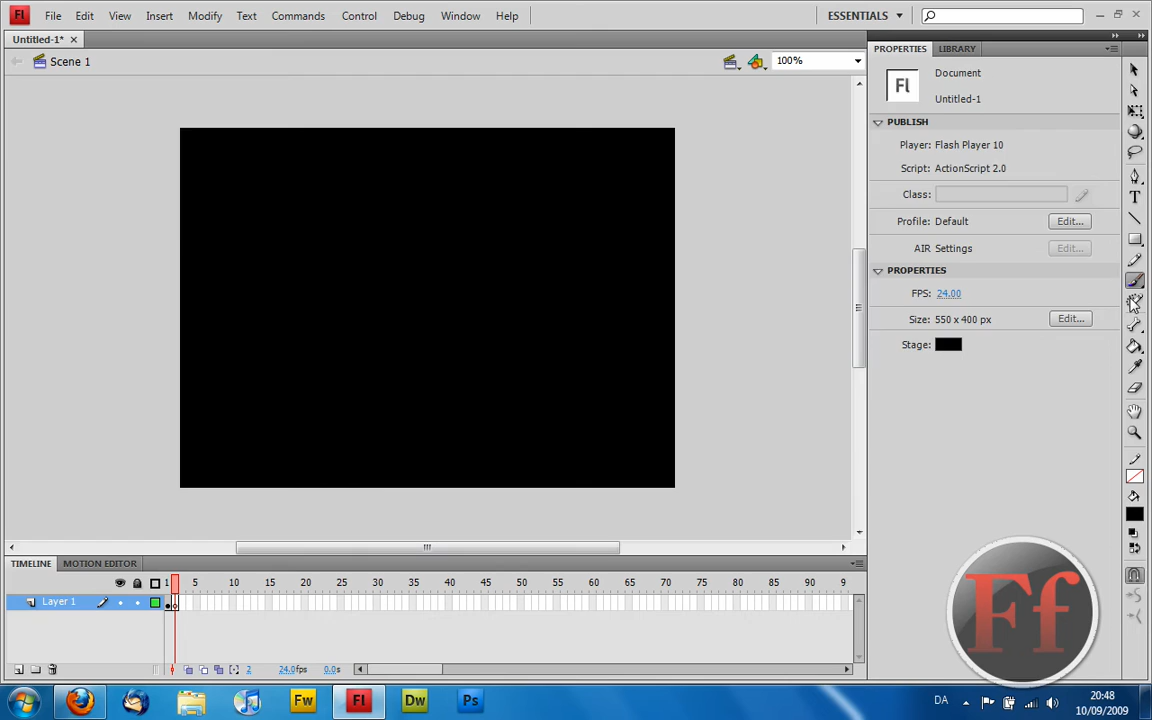 Fl File Edit View Insert Modify Text Commands Control Debug Window Help ESSENTIALS
Untitled-1* PROPERTIES LIBRARY
Scene 1 100%
Fl Document
Untitled-1
PUBLISH
Player: Flash Player 10
Script: ActionScript 2.0
Class:
Profile: Default Edit...
AIR Settings Edit...
PROPERTIES
FPS: 24.00
Size: 550 x 400 px Edit...
Stage:
TIMELINE MOTION EDITOR
1 5 10 15 20 25 30 35 40 45 50 55 60 65 70 75 80 85 90 9
Layer 1
2 24.0fps 0.0s
Ff
Fw Fl Dw Ps DA 20:48
10/09/2009